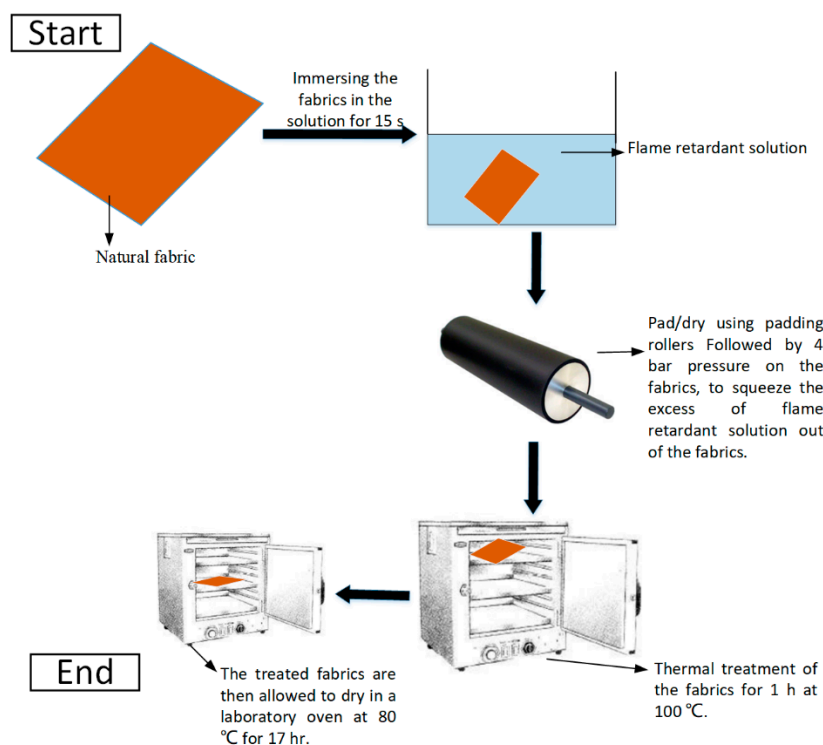 Start
Immersing the
fabrics in the
solution for 15 s
Flame retardant solution
Natural fabric
Pad/dry using padding
rollers Followed by 4
bar pressure on the
fabrics, to squeeze the
excess of flame
retardant solution out
of the fabrics.
End
The treated fabrics are
then allowed to dry in a
laboratory oven at 80
℃ for 17 hr.
Thermal treatment of
the fabrics for 1 h at
100 ℃.